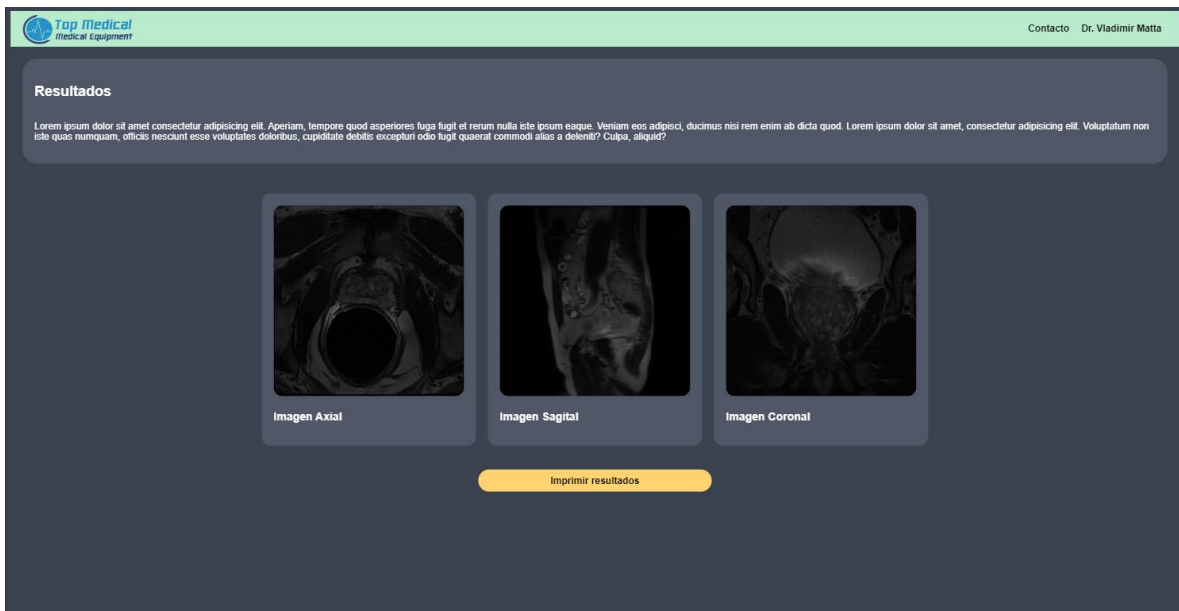 Top Medical
Medical Equipment
Contacto Dr. Vladimir Matta
Resultados
Lorem ipsum dolor sit amet consectetur adipisicing elit. Aperiam, tempore quod asperiores fuga fugit et rerum nulla iste ipsum eaque. Veniam eos adipisci, ducimus nisi rem enim ab dicta quod. Lorem ipsum dolor sit amet, consectetur adipisicing elit. Voluptatum non
iste quas numquam, officiis nesciunt esse voluptates doloribus, cupiditate debitis excepturi odio fugit quaerat commodi alias a deleniti? Culpa, aliquid?
Imagen Axial
Imagen Sagital
Imagen Coronal
Imprimir resultados